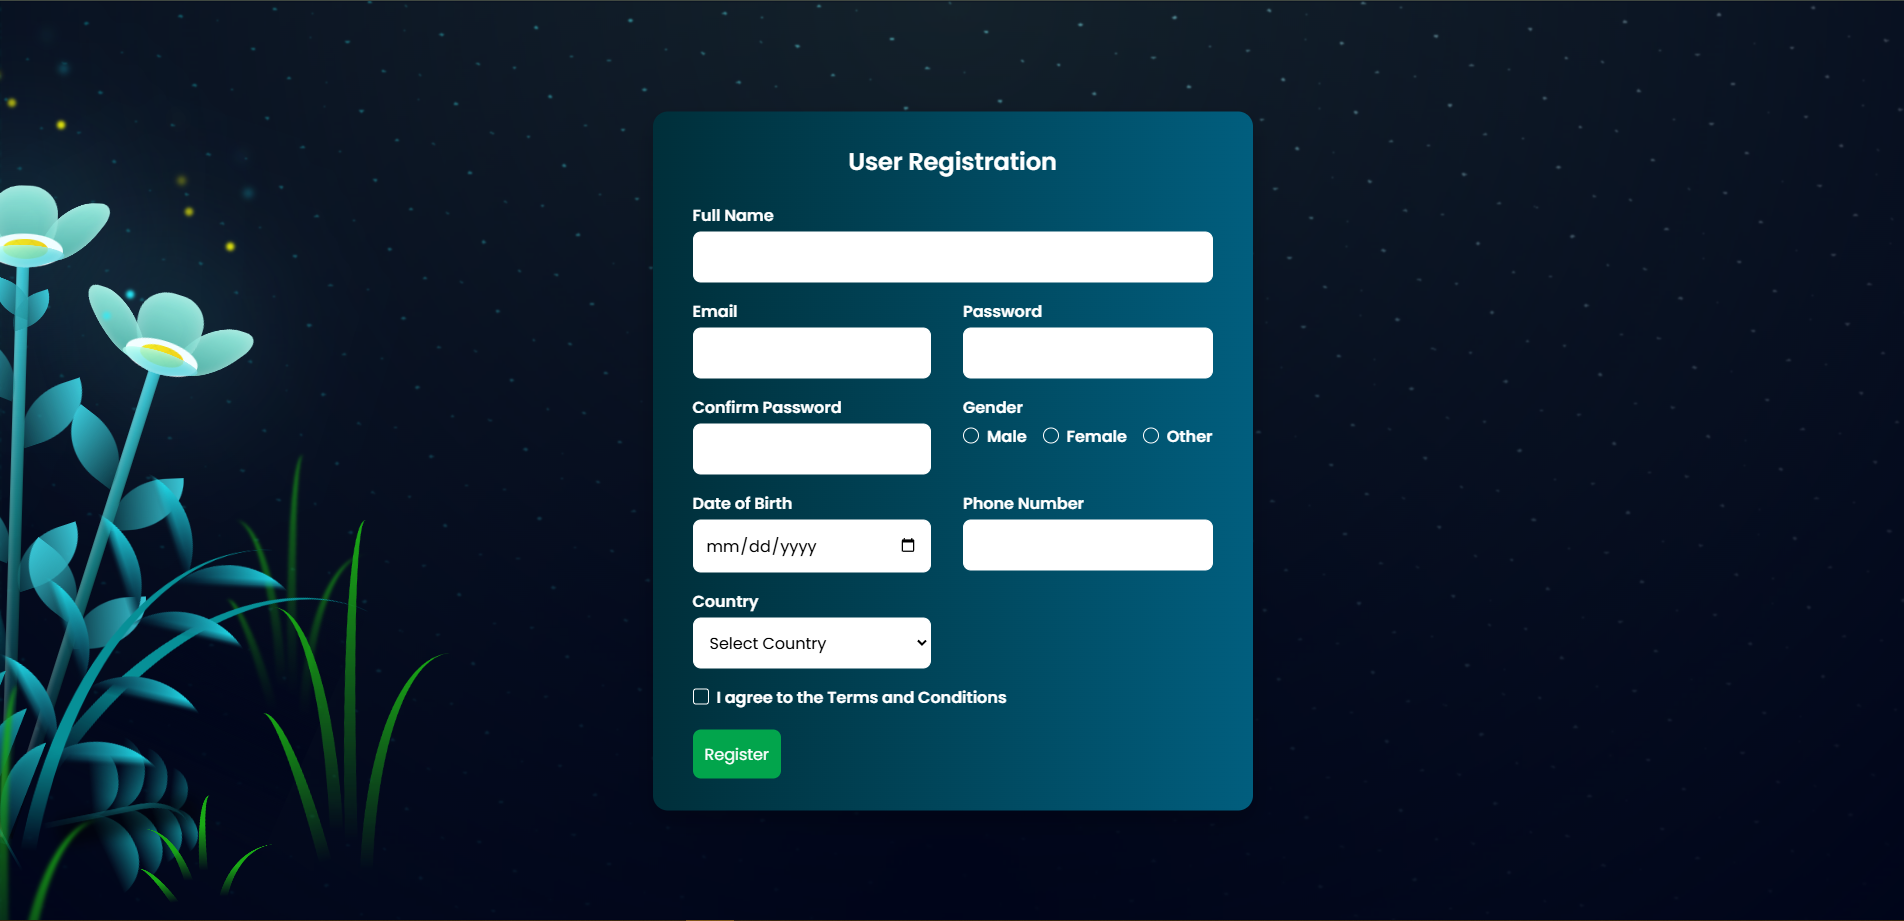 User Registration
Full Name
Email
Password
Confirm Password
Gender
Male
Female
Other
Date of Birth
Phone Number
mm/dd/yyyy
Country
Select Country
I agree to the Terms and Conditions
Register